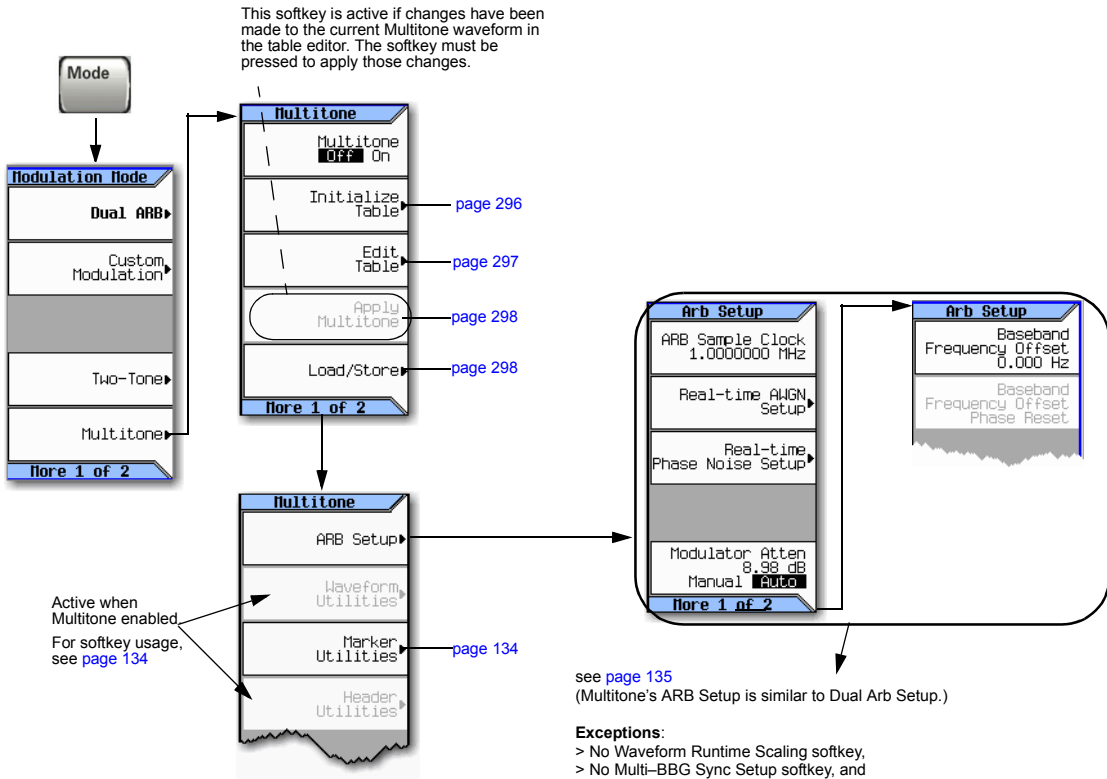 This softkey is active if changes have been
made to the current Multitone waveform in
the table editor. The softkey must be
pressed to apply those changes.
Mode
Modulation Mode
Dual ARB
Custom
Modulation
Two-Tone
Multitone
More 1 of 2
Multitone
Multitone
Off On
Initialize
Table
page 296
Edit
Table
page 297
Apply
Multitone
page 298
Load/Store
page 298
More 1 of 2
Multitone
ARB Setup
Waveform
Utilities
Marker
Utilities
page 134
Header
Utilities
Active when
Multitone enabled
For softkey usage,
see page 134
Arb Setup
ARB Sample Clock
1.0000000 MHz
Real-time AWGN
Setup
Real-time
Phase Noise Setup
Modulator Atten
8.98 dB
Manual Auto
More 1 of 2
Arb Setup
Baseband
Frequency Offset
0.000 Hz
Baseband
Frequency Offset
Phase Reset
see page 135
(Multitone's ARB Setup is similar to Dual Arb Setup.)
Exceptions:
> No Waveform Runtime Scaling softkey,
> No Multi–BBG Sync Setup softkey, and